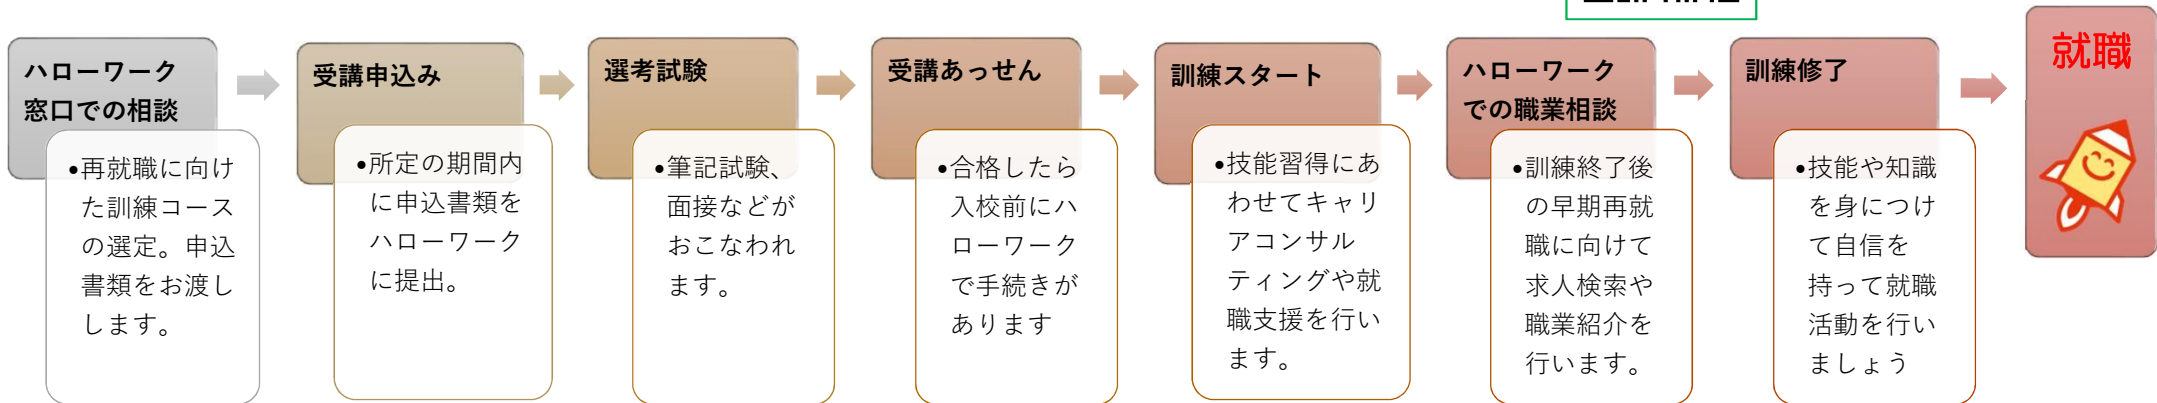 ハローワーク
窓口での相談
•再就職に向け
た訓練コース
の選定。申込
書類をお渡し
します。
受講申込み
•所定の期間内
に申込書類を
ハローワーク
に提出。
選考試験
•筆記試験、
面接などが
おこなわれ
ます。
受講あっせん
•合格したら
入校前にハ
ローワーク
で手続きが
あります
訓練スタート
•技能習得にあ
わせてキャリ
アコンサル
ティングや就
職支援を行い
ます。
ハローワーク
での職業相談
•訓練終了後
の早期再就
職に向けて
求人検索や
職業紹介を
行います。
訓練修了
•技能や知識
を身につけ
て自信を
持って就職
活動を行い
ましょう
就職